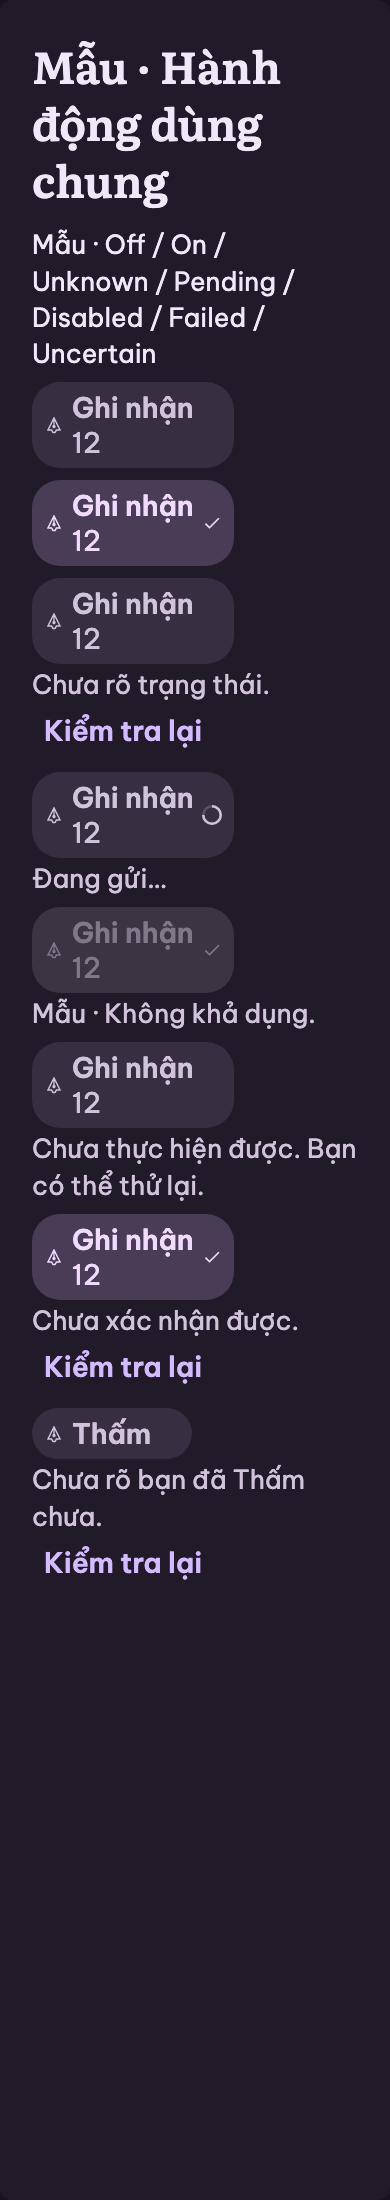 Mẫu · Hành
động dùng
chung
Mẫu · Off / On /
Unknown / Pending /
Disabled / Failed /
Uncertain
Ghi nhận
12
Ghi nhận
12
Ghi nhận
12
Chưa rõ trạng thái.
Kiểm tra lại
Ghi nhận
12
Đang gửi...
Ghi nhận
12
Mẫu · Không khả dụng.
Ghi nhận
12
Chưa thực hiện được. Bạn
có thể thử lại.
Ghi nhận
12
Chưa xác nhận được.
Kiểm tra lại
Thấm
Chưa rõ bạn đã Thấm
chưa.
Kiểm tra lại